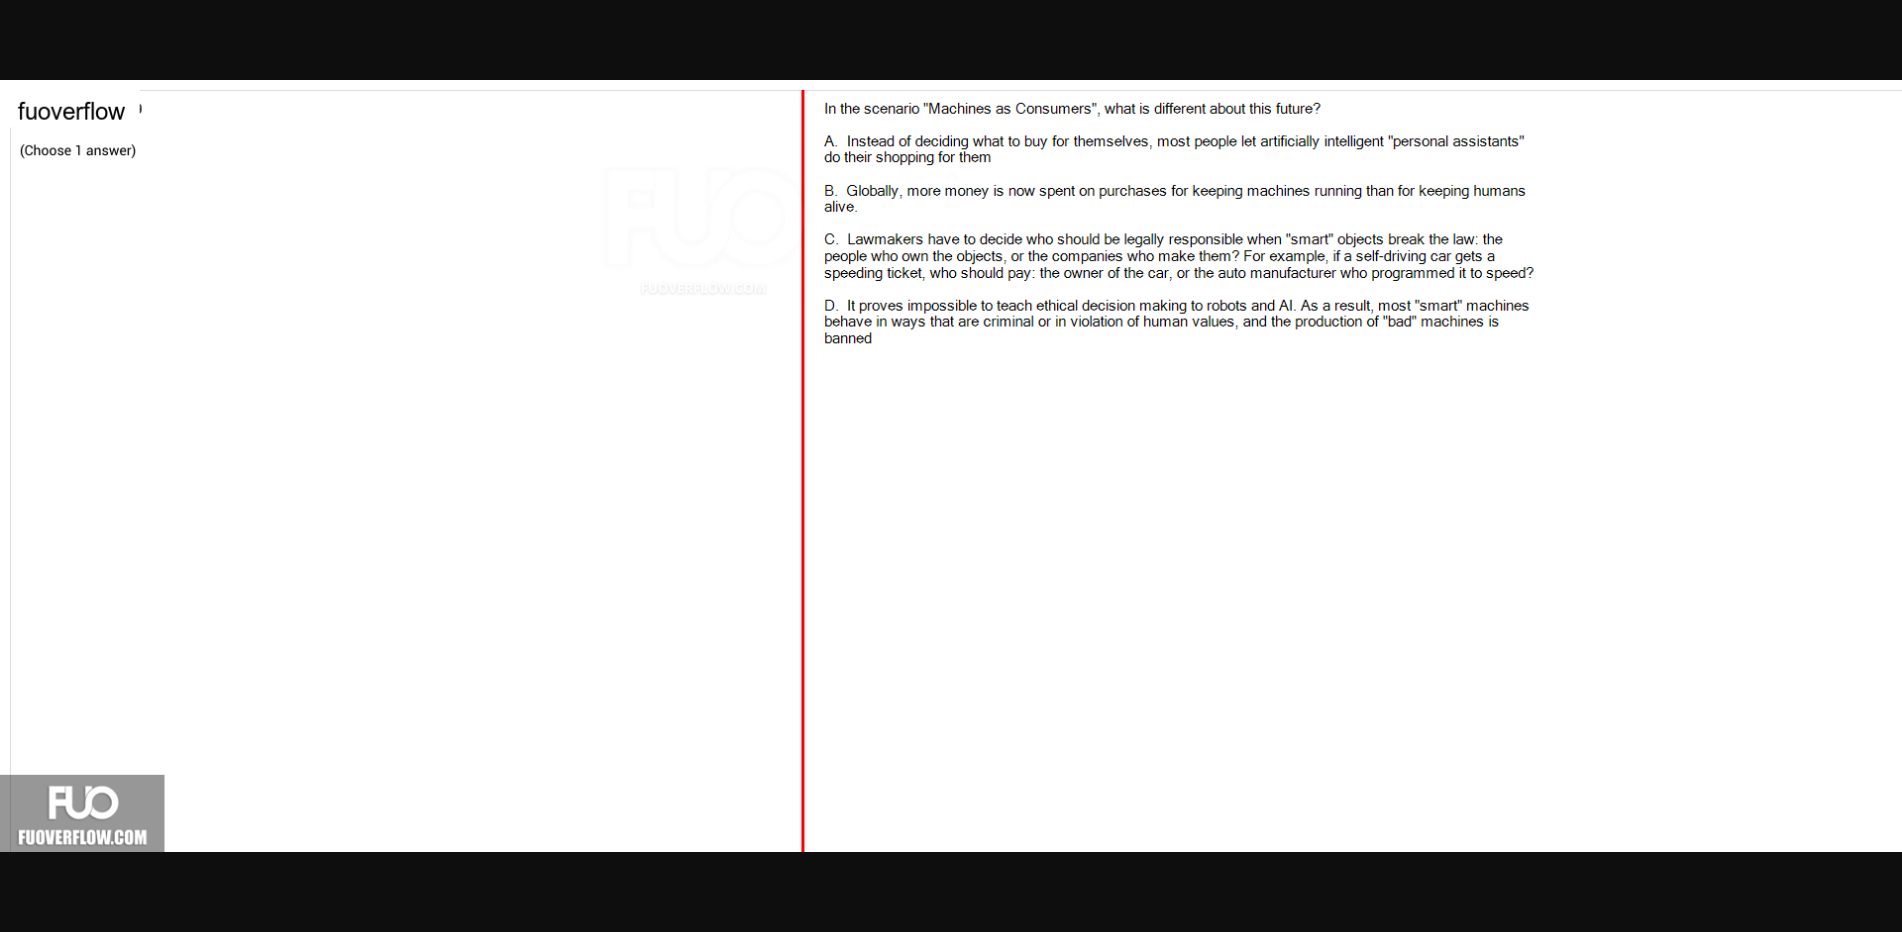 fuoverflow
(Choose 1 answer)
FUO
FUOVERFLOW.COM
In the scenario "Machines as Consumers", what is different about this future?
A. Instead of deciding what to buy for themselves, most people let artificially intelligent "personal assistants"
do their shopping for them
B. Globally, more money is now spent on purchases for keeping machines running than for keeping humans
alive.
C. Lawmakers have to decide who should be legally responsible when "smart" objects break the law: the
people who own the objects, or the companies who make them? For example, if a self-driving car gets a
speeding ticket, who should pay: the owner of the car, or the auto manufacturer who programmed it to speed?
D. It proves impossible to teach ethical decision making to robots and AI. As a result, most "smart" machines
behave in ways that are criminal or in violation of human values, and the production of "bad" machines is
banned
FUO
FUOVERFLOW.COM